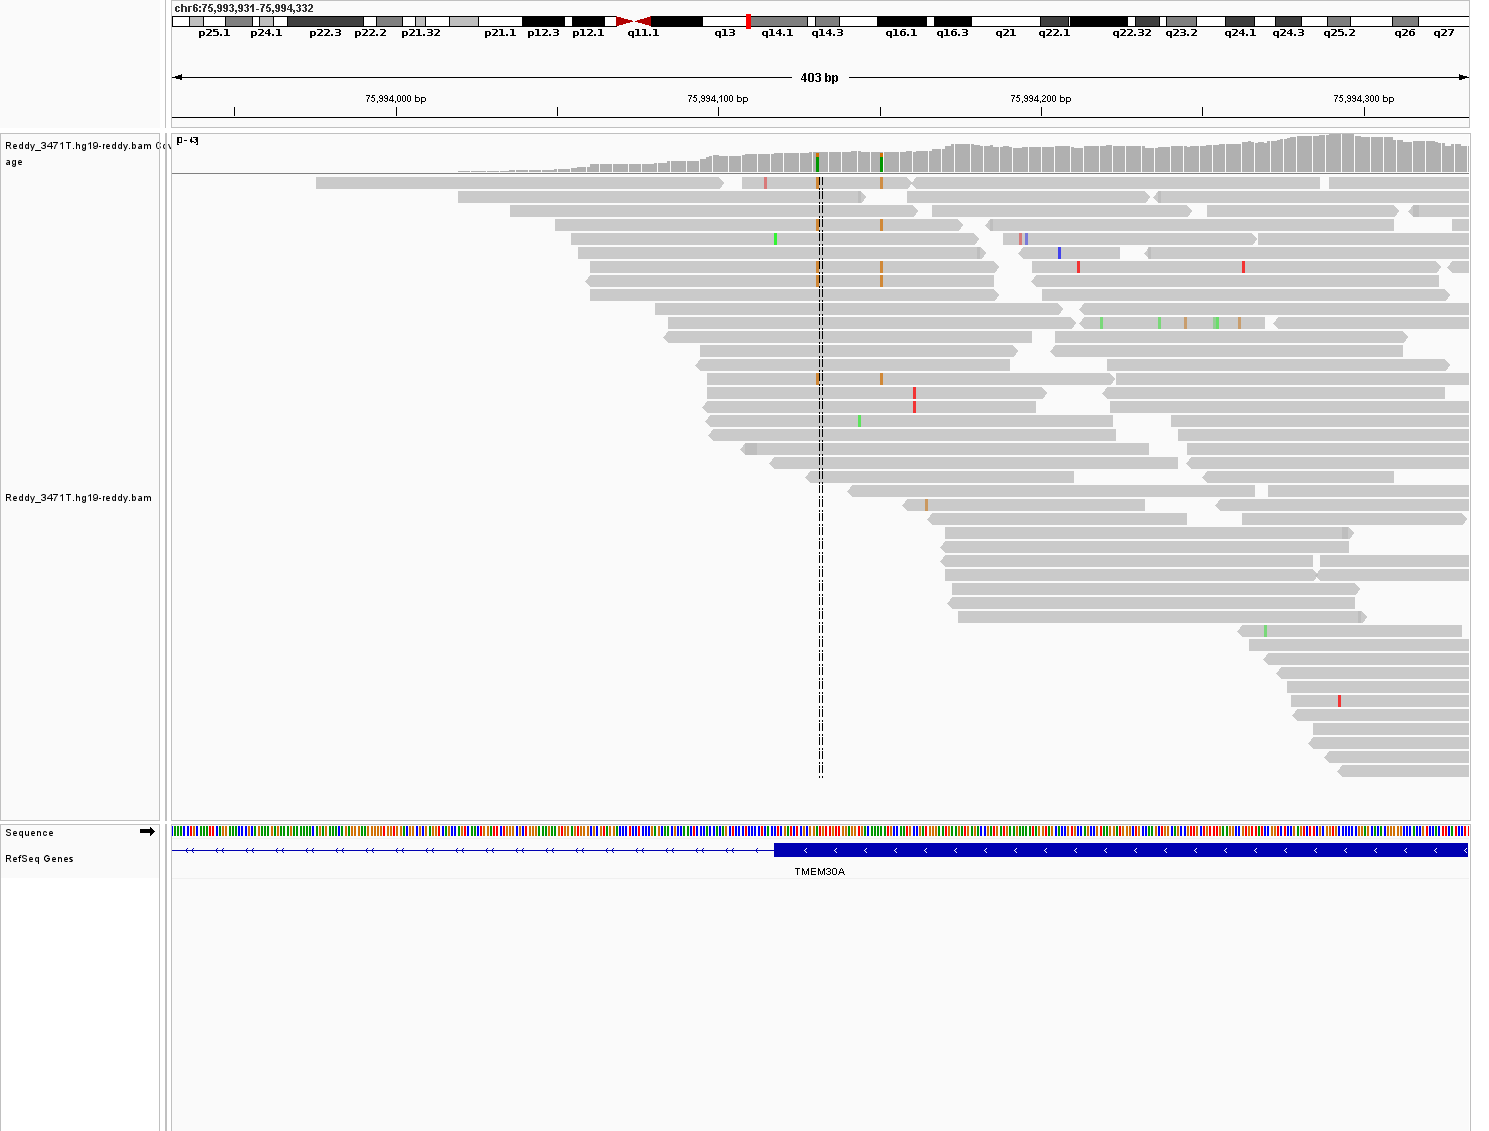 chr6:75,993,931-75,994,332
p25.1 p24.1 p22.3 p22.2 p21.32 p21.1 p12.3 p12.1 q11.1 q13 q14.1 q14.3 q16.1 q16.3 q21 q22.1 q22.32 q23.2 q24.1 q24.3 q25.2 q26 q27
403 bp
75,994,000 bp 75,994,100 bp 75,994,200 bp 75,994,300 bp
Reddy_3471T.hg19-reddy.bam Cov
age
[0 - 43]
Reddy_3471T.hg19-reddy.bam
Sequence
RefSeq Genes
TMEM30A